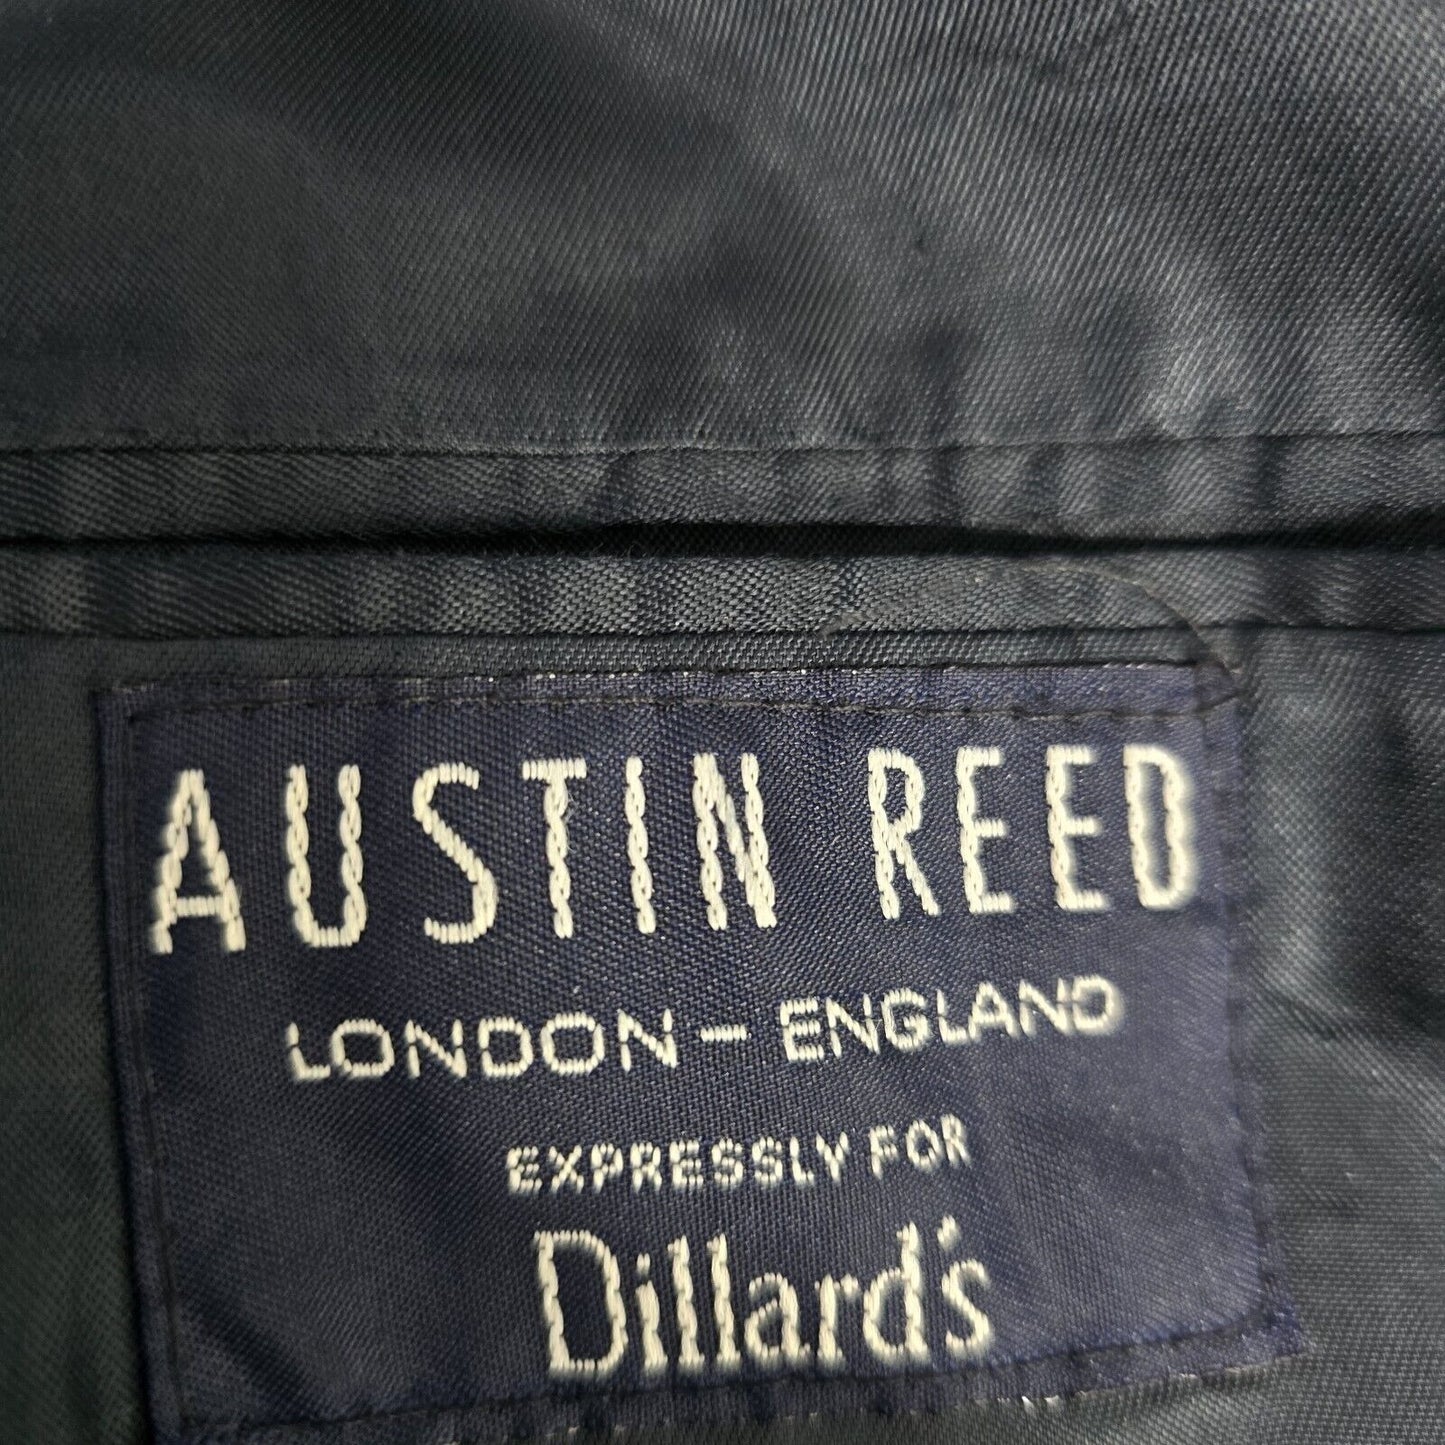 AUSTIN REED
LONDON - ENGLAND
EXPRESSLY FOR
Dillard's